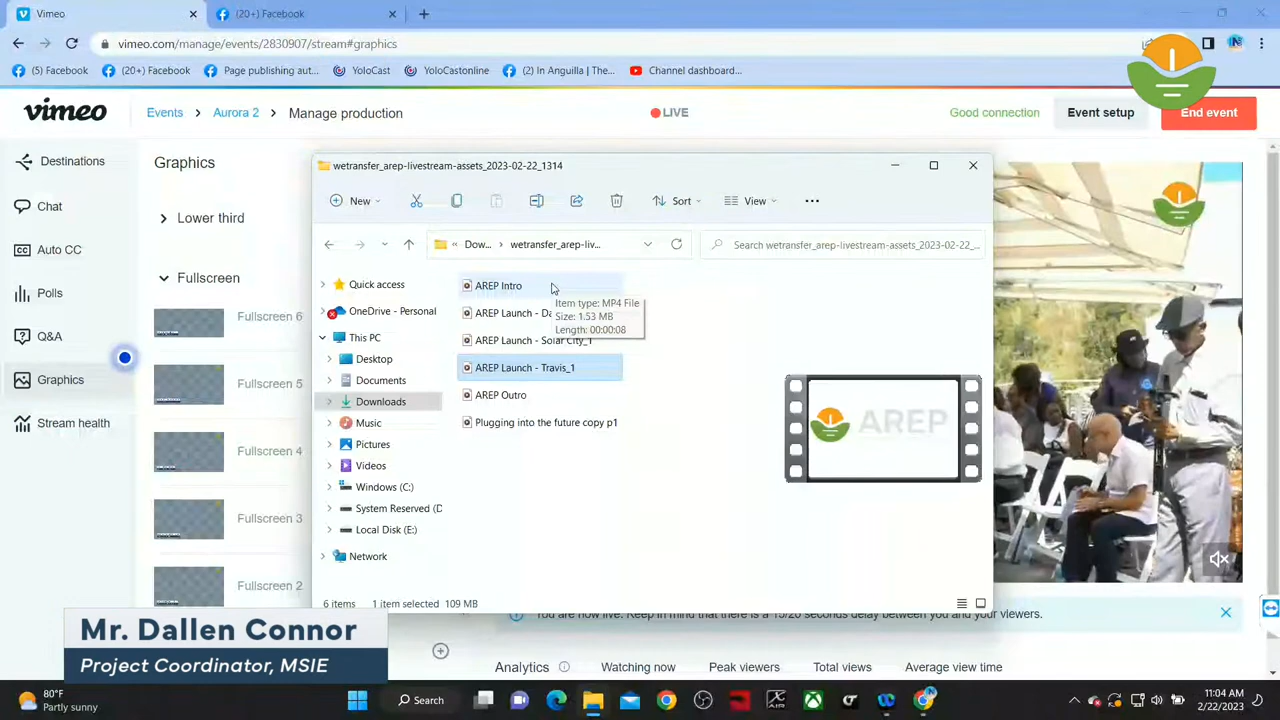 Vimeo
(20+) Facebook
vimeo.com/manage/events/2830907/stream#graphics
(5) Facebook
(20+) Facebook
Page publishing aut...
YoloCast
YoloCastonline
(2) In Anguilla | The...
Channel dashboard...
vimeo
Events > Aurora 2 > Manage production
LIVE
Good connection
Event setup
End event
Destinations
Chat
CC Auto CC
Polls
Q&A
Graphics
Stream health
Graphics
Lower third
Fullscreen
Fullscreen 6
Fullscreen 5
Fullscreen 4
Fullscreen 3
Fullscreen 2
wetransfer_arep-livestream-assets_2023-02-22_1314
New
Sort
View
Dow...
wetransfer_arep-liv...
Search wetransfer_arep-livestream-assets_2023-02-22_...
Quick access
OneDrive - Personal
This PC
Desktop
Documents
Downloads
Music
Pictures
Videos
Windows (C:)
System Reserved (D
Local Disk (E:)
Network
AREP Intro
AREP Launch - Da
AREP Launch - Solar City_1
AREP Launch - Travis_1
AREP Outro
Plugging into the future copy p1
Item type: MP4 File
Size: 1.53 MB
Length: 00:00:08
AREP
6 items
1 item selected 109 MB
You are now live. Keep in mind that there is a 15/20 seconds delay between you and your viewers.
Analytics
Watching now
Peak viewers
Total views
Average view time
Mr. Dallen Connor
Project Coordinator, MSIE
80°F
Partly sunny
Search
11:04 AM
2/22/2023